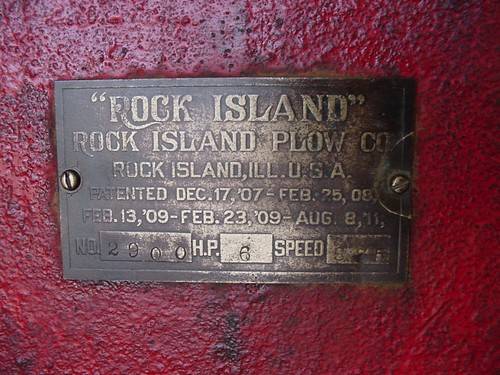 "ROCK ISLAND"
ROCK ISLAND PLOW CO
ROCK ISLAND, ILL. U.S.A.
PATENTED DEC. 17, '07 - FEB. 25, 08,
FEB. 13, '09 - FEB. 23, '09 - AUG. 8, 11,
NO. 2900 H.P. 6 SPEED